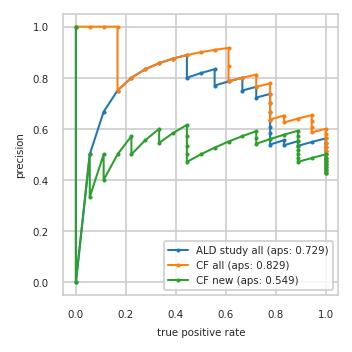 1.0
0.8
0.6
0.4
0.2
0.0
precision
ALD study all (aps: 0.729)
CF all (aps: 0.829)
CF new (aps: 0.549)
0.0 0.2 0.4 0.6 0.8 1.0
true positive rate